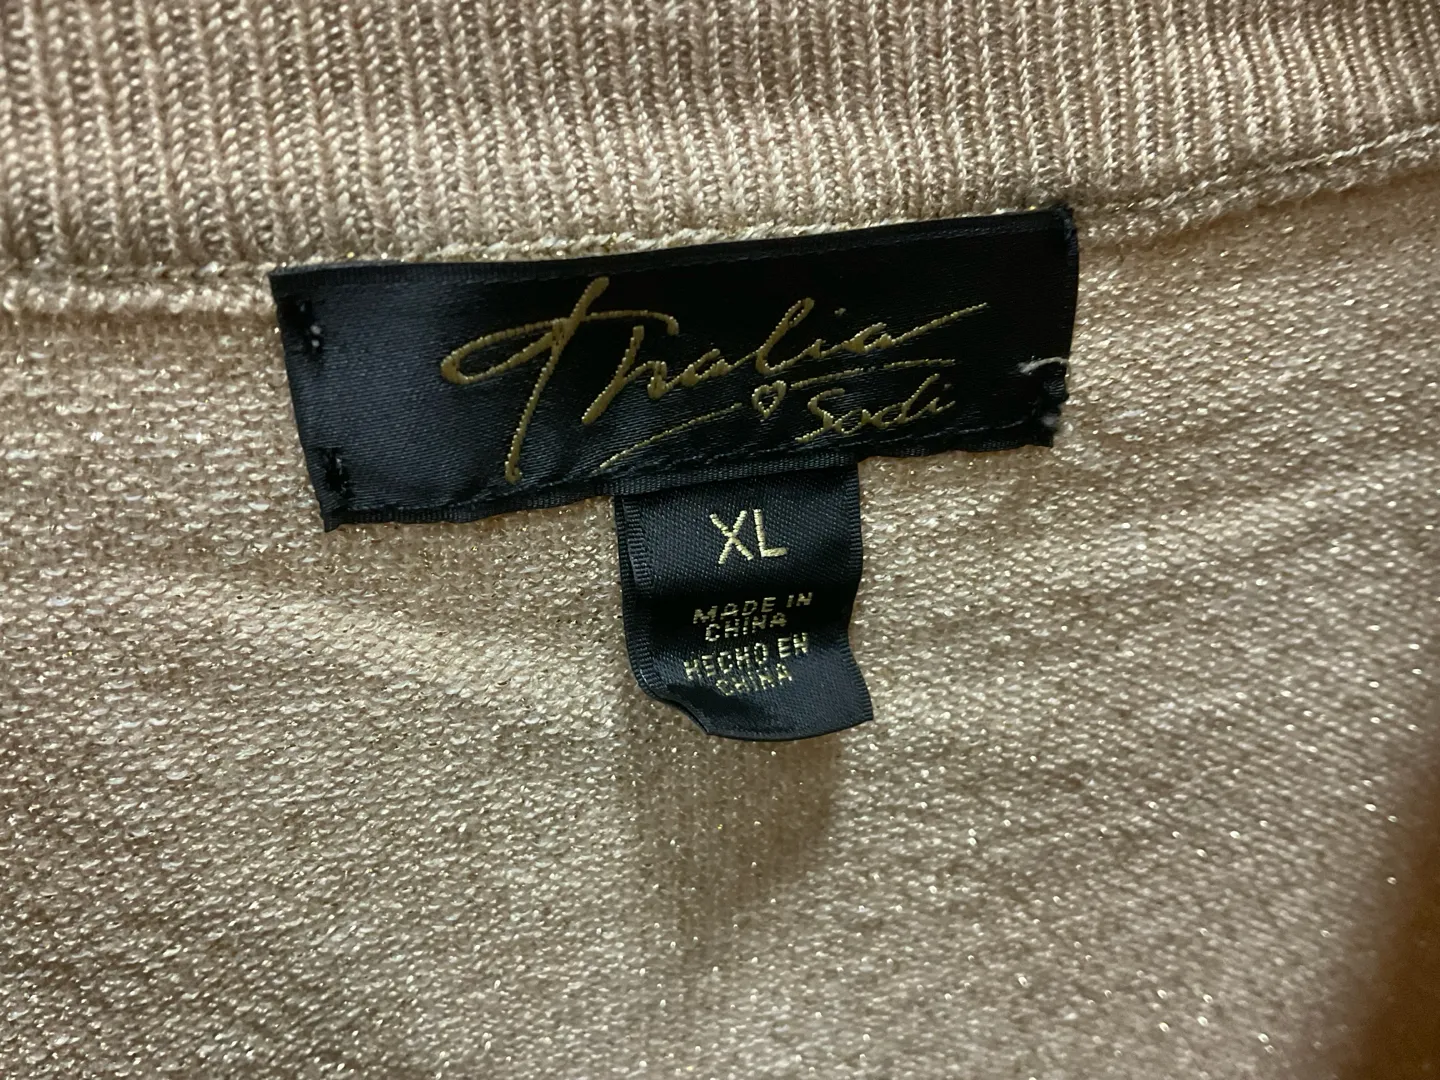 Thalia
Sodi
XL
MADE IN
CHINA
HECHO EN
CHINA